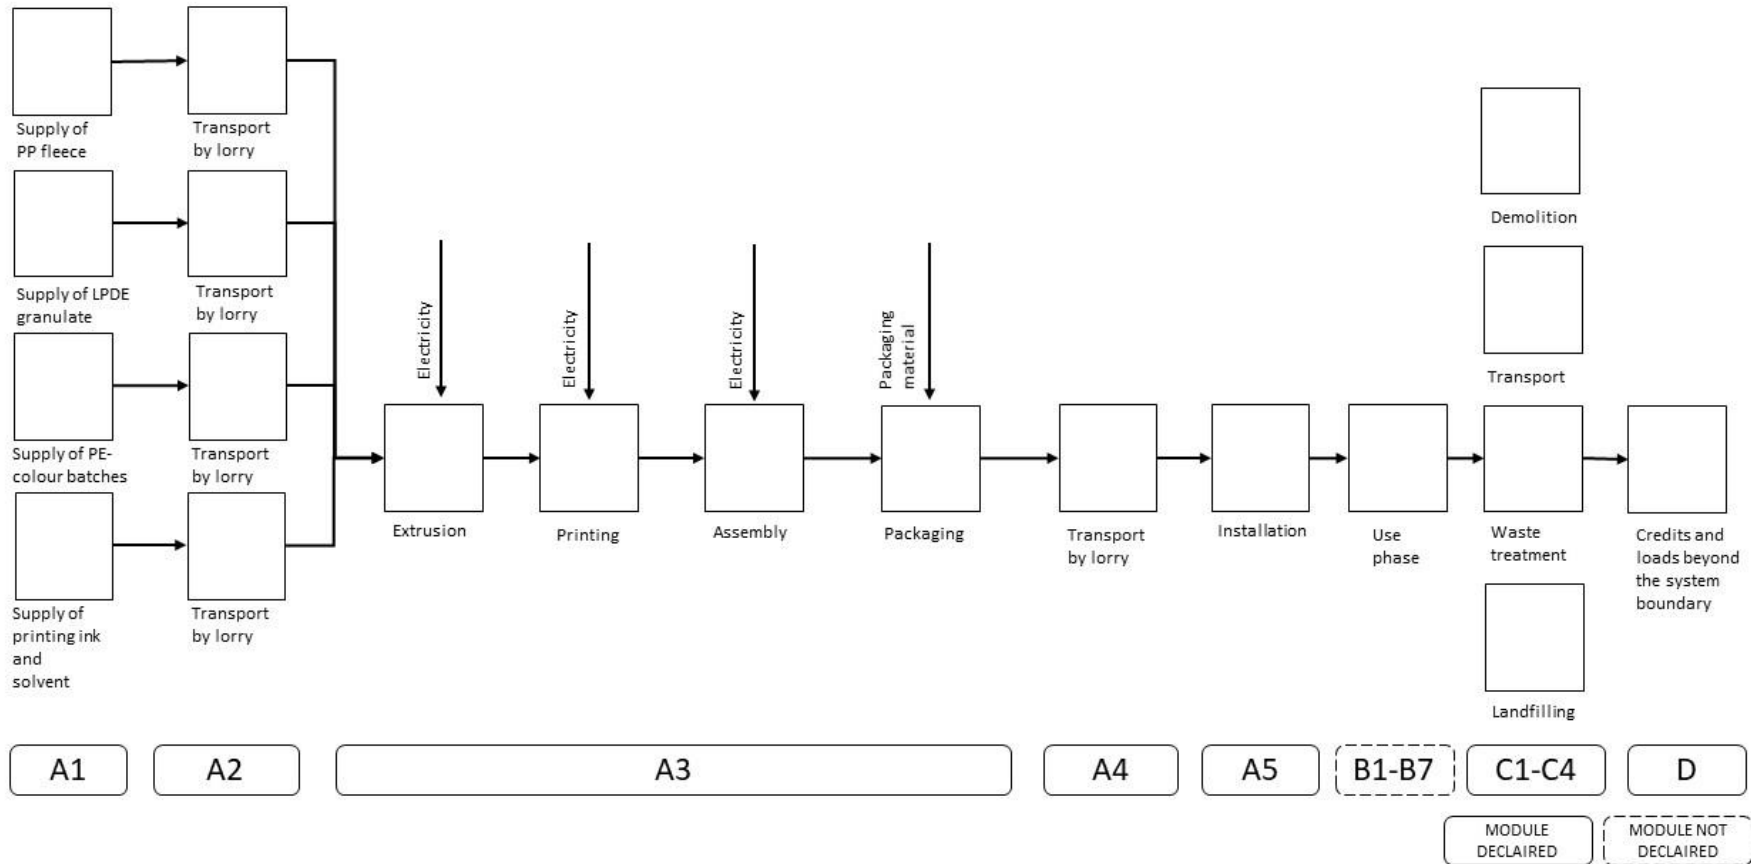 Supply of
PP fleece
Transport
by lorry
Supply of LPDE
granulate
Transport
by lorry
Supply of PE-
colour batches
Transport
by lorry
Supply of
printing ink
and
solvent
Transport
by lorry
Electricity
Electricity
Electricity
Packaging
material
Extrusion
Printing
Assembly
Packaging
Transport
by lorry
Installation
Use
phase
Demolition
Transport
Waste
treatment
Landfilling
Credits and
loads beyond
the system
boundary
A1
A2
A3
A4
A5
B1-B7
C1-C4
D
MODULE
DECLAIRED
MODULE NOT
DECLAIRED